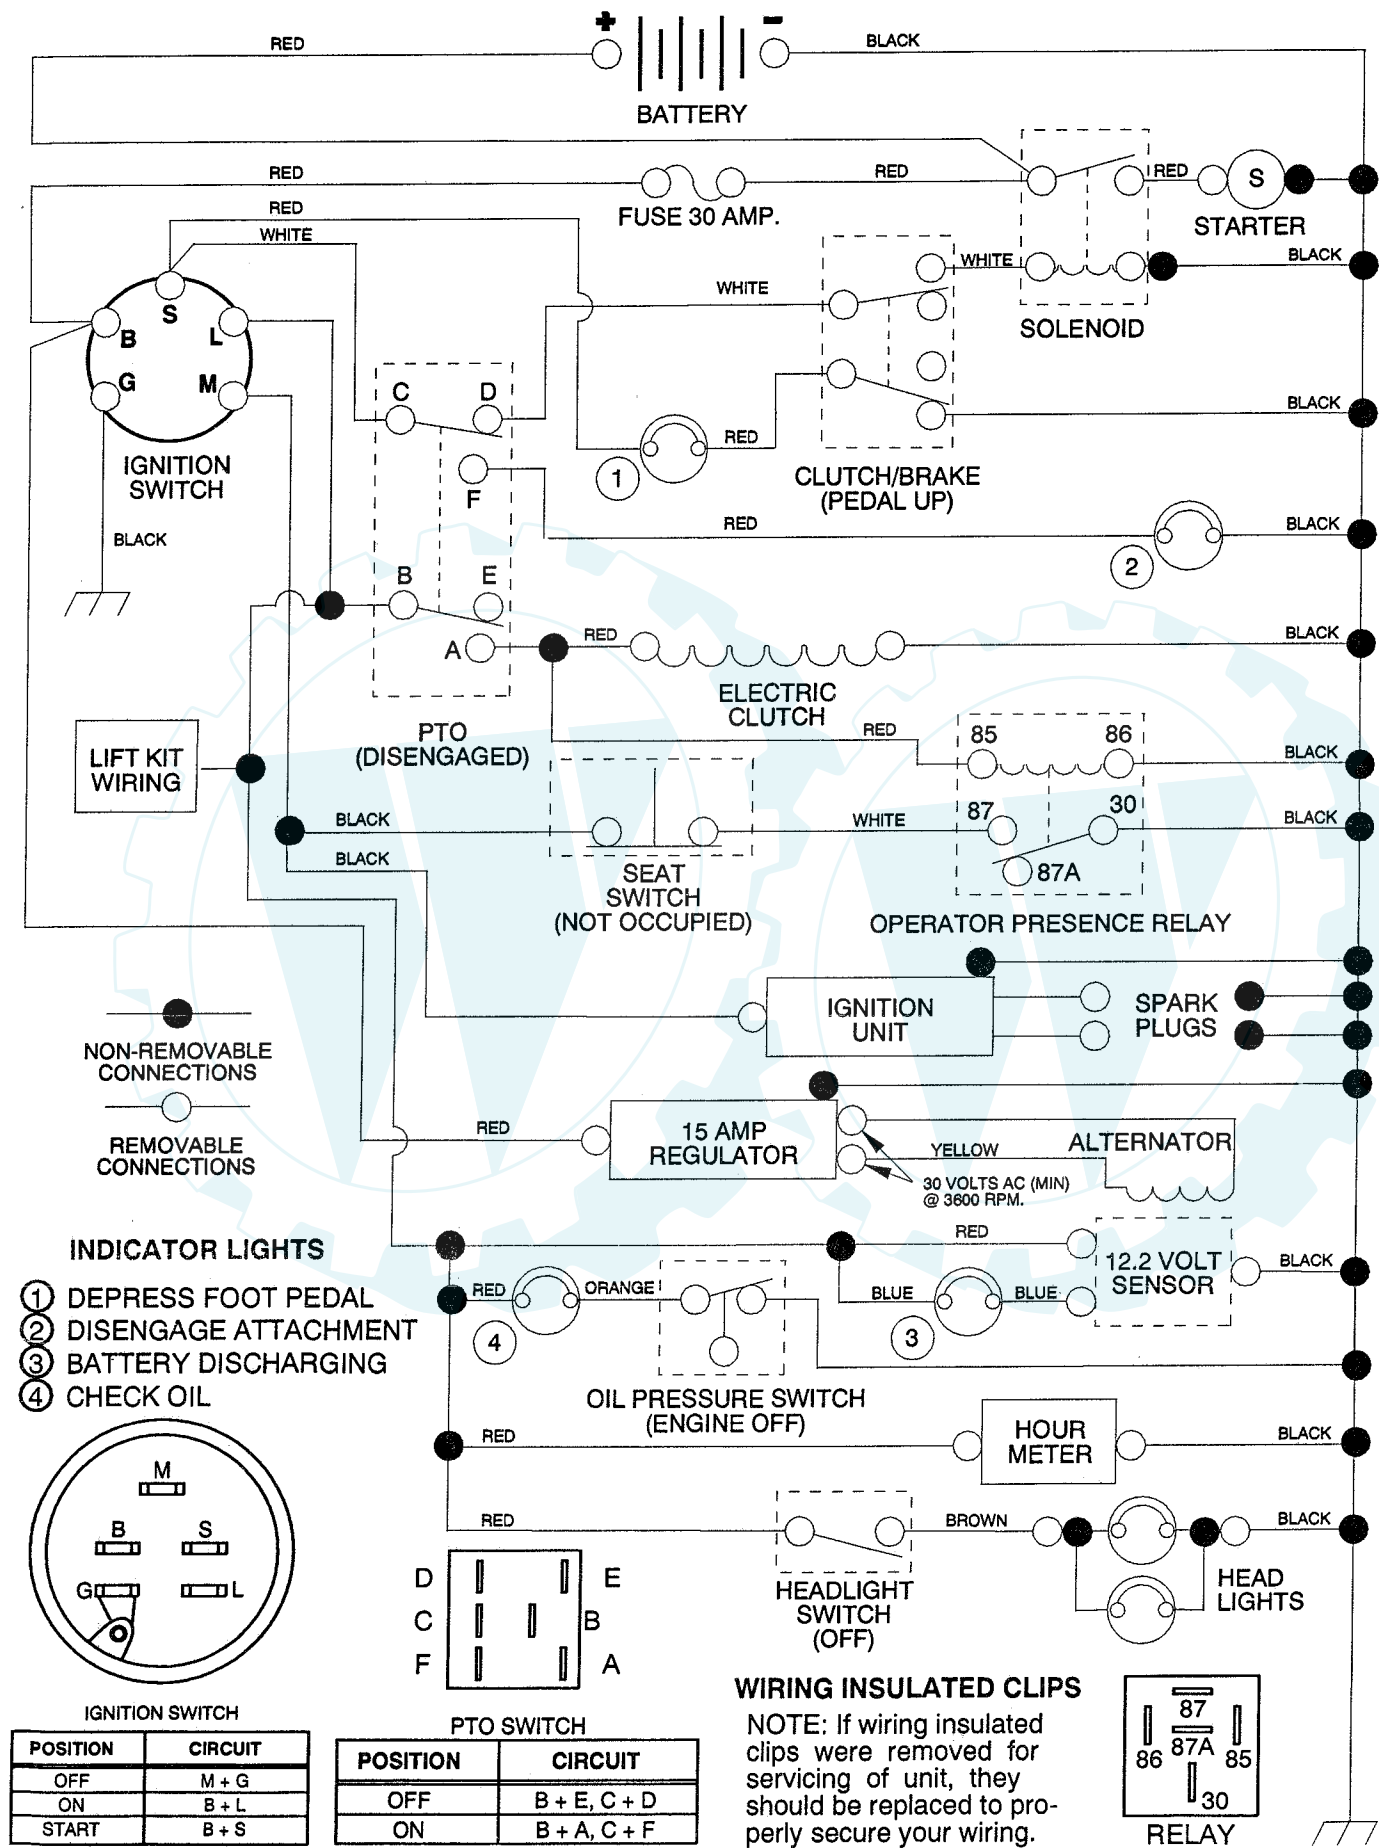 + -
RED BLACK
BATTERY
RED RED RED S
FUSE 30 AMP.
STARTER
RED
WHITE
WHITE BLACK
WHITE
SOLENOID
S
B L
G M
IGNITION
SWITCH
BLACK
C D
F
BLACK
RED
1
CLUTCH/BRAKE
(PEDAL UP)
RED BLACK
2
B E
A RED BLACK
ELECTRIC
CLUTCH
PTO
(DISENGAGED)
RED 85 86 BLACK
LIFT KIT
WIRING
BLACK WHITE 87 30 BLACK
87A
BLACK
SEAT
SWITCH
(NOT OCCUPIED)
OPERATOR PRESENCE RELAY
IGNITION
UNIT
SPARK
PLUGS
NON-REMOVABLE
CONNECTIONS
REMOVABLE
CONNECTIONS
RED
15 AMP
REGULATOR
YELLOW
ALTERNATOR
30 VOLTS AC (MIN)
@ 3600 RPM.
RED
12.2 VOLT
SENSOR
BLACK
RED ORANGE BLUE BLUE
4 3
INDICATOR LIGHTS
1 DEPRESS FOOT PEDAL
2 DISENGAGE ATTACHMENT
3 BATTERY DISCHARGING
4 CHECK OIL
OIL PRESSURE SWITCH
(ENGINE OFF)
RED
HOUR
METER
BLACK
RED BROWN BLACK
HEADLIGHT
SWITCH
(OFF)
HEAD
LIGHTS
M
B S
G L
IGNITION SWITCH
POSITION CIRCUIT
OFF M + G
ON B + L
START B + S
D E
C B
F A
PTO SWITCH
POSITION CIRCUIT
OFF B + E, C + D
ON B + A, C + F
WIRING INSULATED CLIPS
NOTE: If wiring insulated
clips were removed for
servicing of unit, they
should be replaced to pro-
perly secure your wiring.
87
86 87A 85
30
RELAY